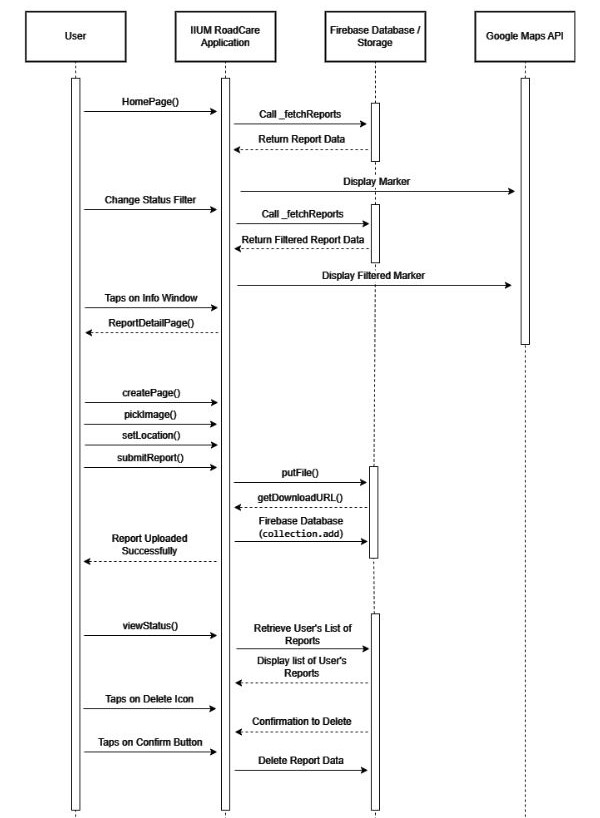 User
IIUM RoadCare
Application
Firebase Database /
Storage
Google Maps API
HomePage()
Call _fetchReports
Return Report Data
Display Marker
Change Status Filter
Call _fetchReports
Return Filtered Report Data
Display Filtered Marker
Taps on Info Window
ReportDetailPage()
createPage()
pickImage()
setLocation()
submitReport()
putFile()
getDownloadURL()
Firebase Database
(collection.add)
Report Uploaded
Successfully
viewStatus()
Retrieve User's List of
Reports
Display list of User's
Reports
Taps on Delete Icon
Confirmation to Delete
Taps on Confirm Button
Delete Report Data